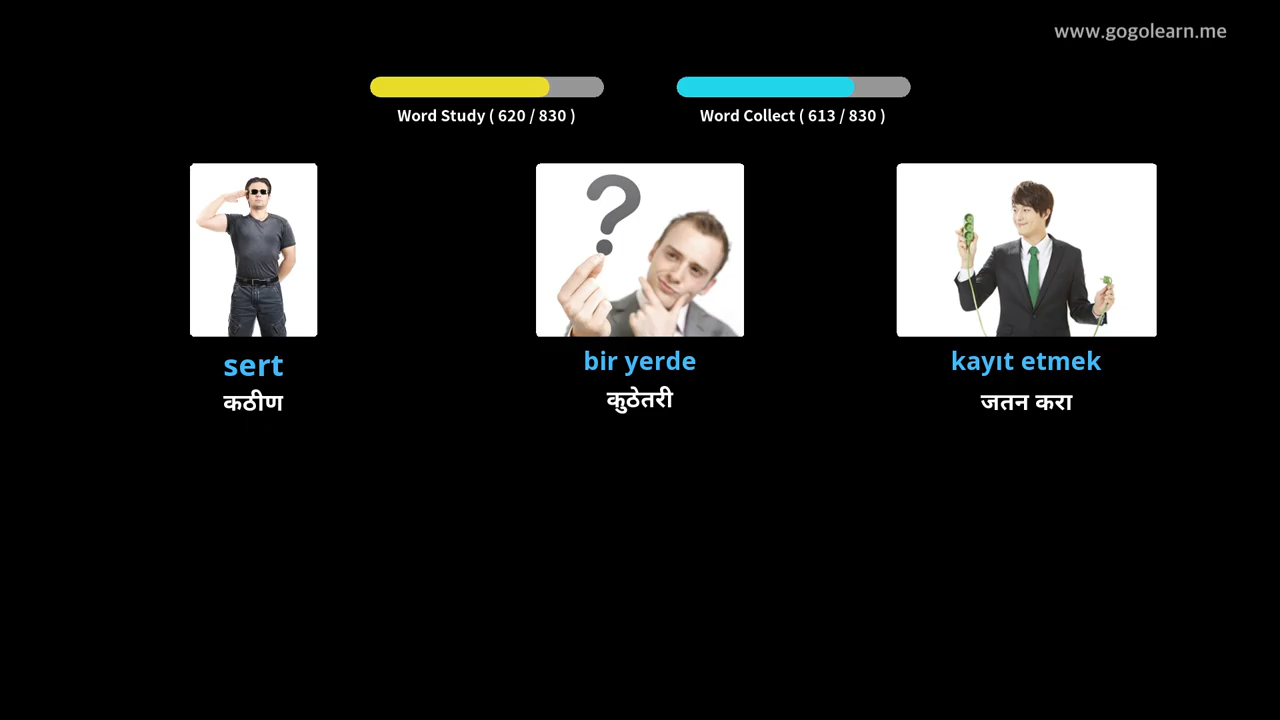 www.gogolearn.me
Word Study ( 620 / 830 )
Word Collect ( 613 / 830 )
sert
bir yerde
kayıt etmek
कठीण
कुठेतरी
जतन करा